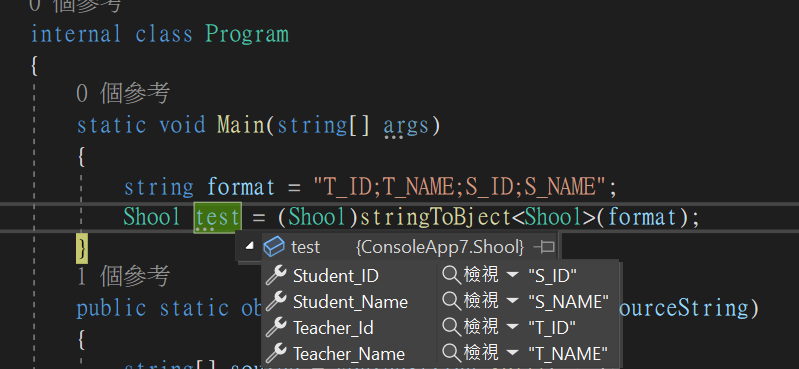 0 個參考
internal class Program
{
0 個參考
static void Main(string[] args)
{
string format = "T_ID;T_NAME;S_ID;S_NAME";
Shool test = (Shool)stringToBject<Shool>(format);
}
test {ConsoleApp7.Shool}
Student_ID 檢視 "S_ID"
Student_Name 檢視 "S_NAME"
Teacher_Id 檢視 "T_ID"
Teacher_Name 檢視 "T_NAME"
1 個參考
public static ob ourceString)
{
string[]